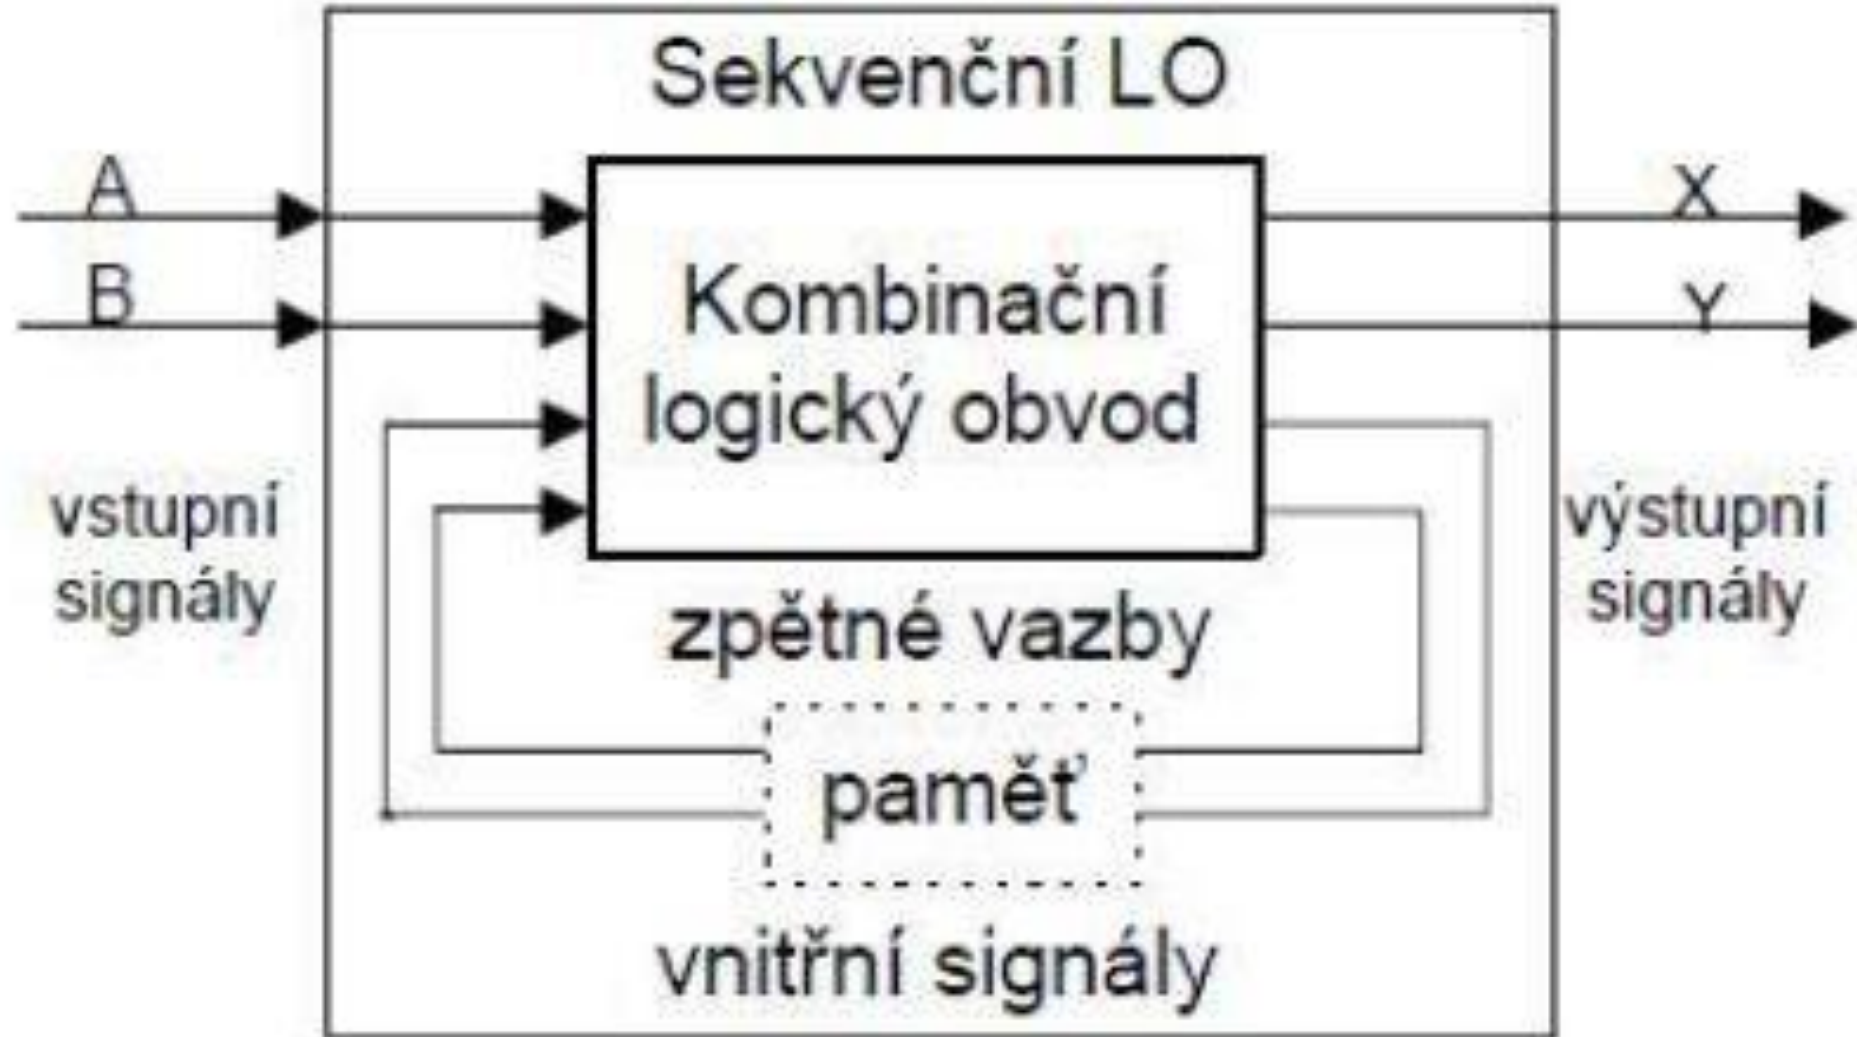 Sekvenční LO
A
X
B
Y
Kombinační
logický obvod
vstupní
signály
výstupní
signály
zpětné vazby
paměť
vnitřní signály